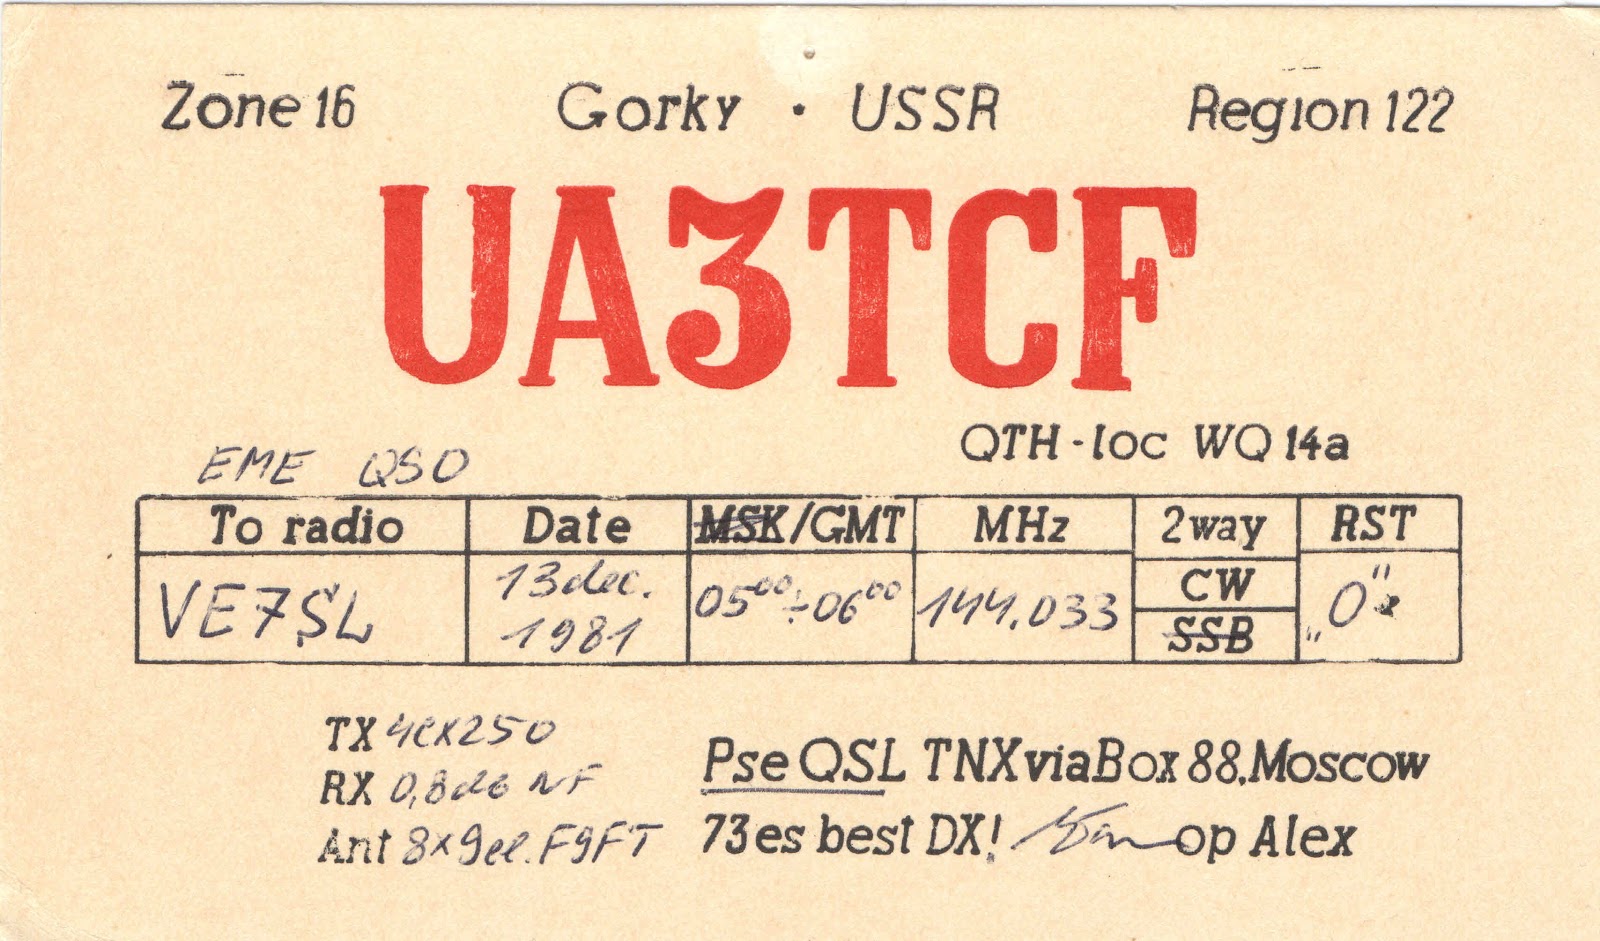 Zone 16 Gorky · USSR Region 122
UA3TCF
QTH-loc WQ 14a
EME QSO
To radio Date MSK/GMT MHz 2way RST
VE7SL 13 dec. 1981 05⁰⁰÷06⁰⁰ 144.033 CW SSB „O"
TX 4cx250
RX 0,8db NF
Ant 8x9el. F9FT
Pse QSL TNX via Box 88, Moscow
73 es best DX! op Alex